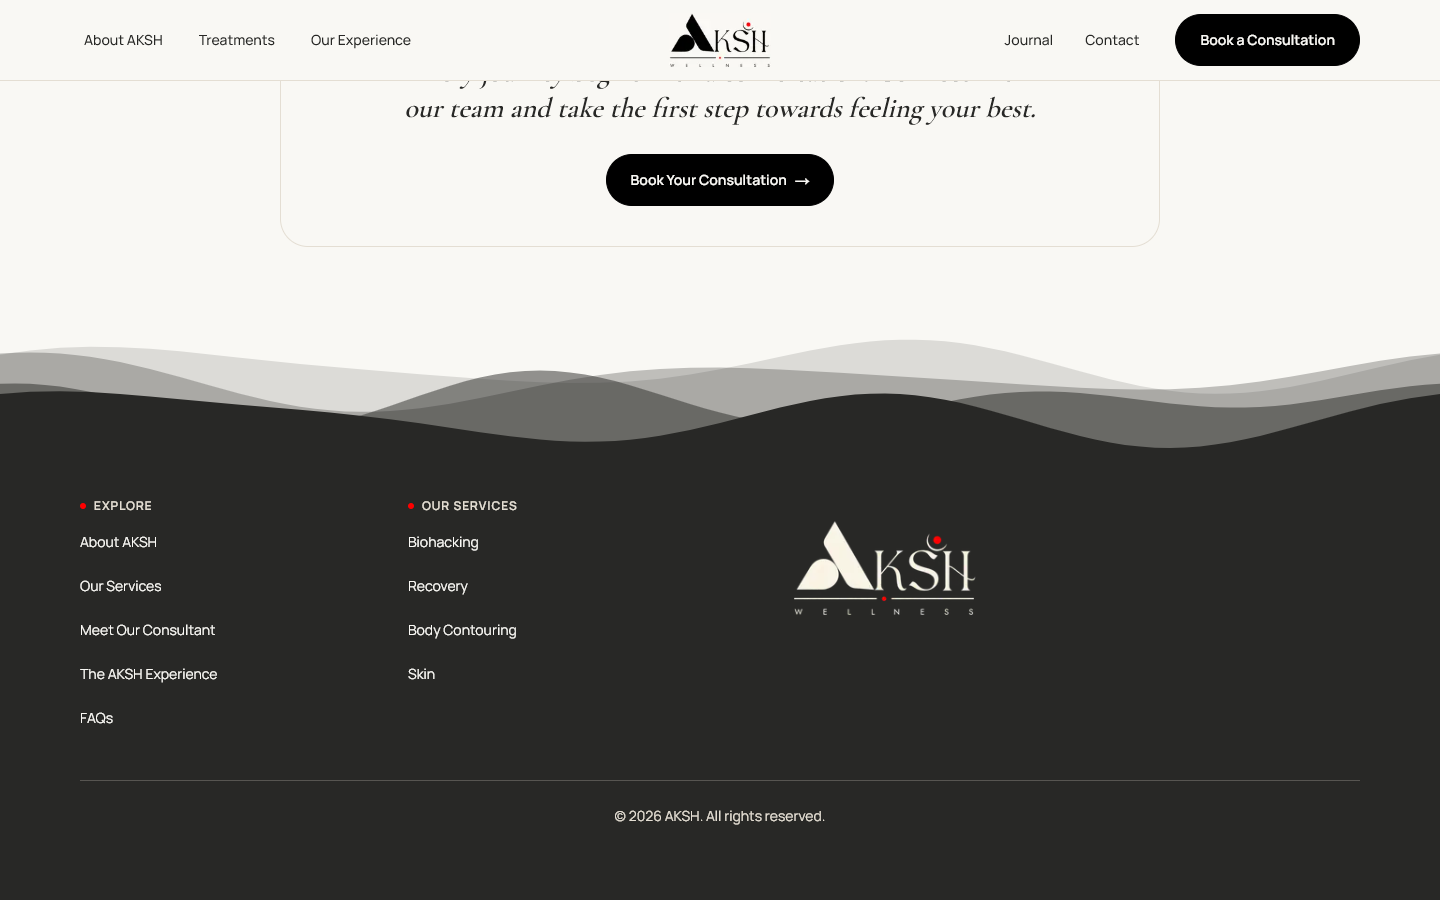 About AKSH
Treatments
Our Experience
AKSH
WELLNESS
Journal
Contact
Book a Consultation
our team and take the first step towards feeling your best.
Book Your Consultation →
EXPLORE
About AKSH
Our Services
Meet Our Consultant
The AKSH Experience
FAQs
OUR SERVICES
Biohacking
Recovery
Body Contouring
Skin
AKSH
WELLNESS
© 2026 AKSH. All rights reserved.